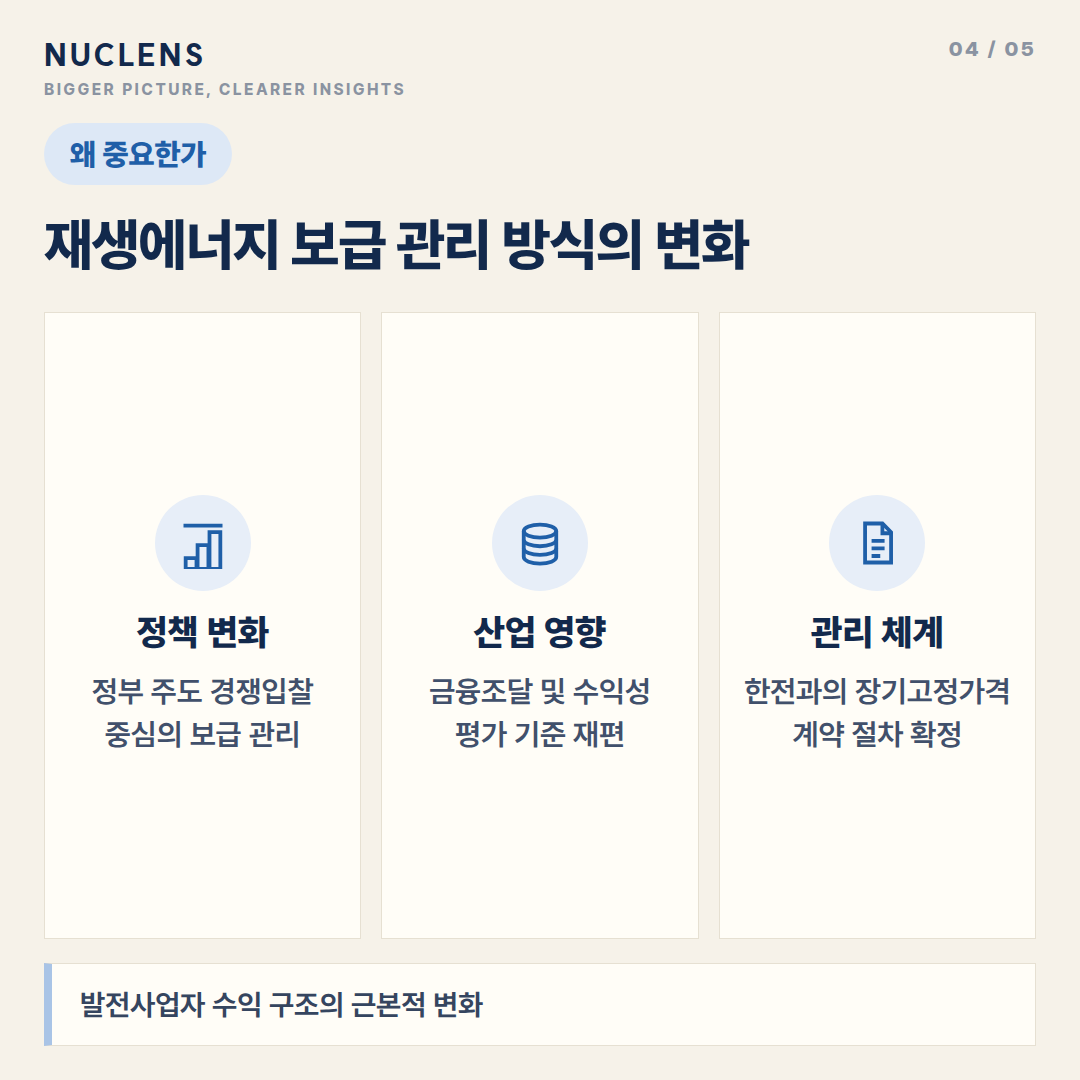 NUCLENS
04 / 05
BIGGER PICTURE, CLEARER INSIGHTS
왜 중요한가
재생에너지 보급 관리 방식의 변화
정책 변화
정부 주도 경쟁입찰
중심의 보급 관리
산업 영향
금융조달 및 수익성
평가 기준 재편
관리 체계
한전과의 장기고정가격
계약 절차 확정
발전사업자 수익 구조의 근본적 변화